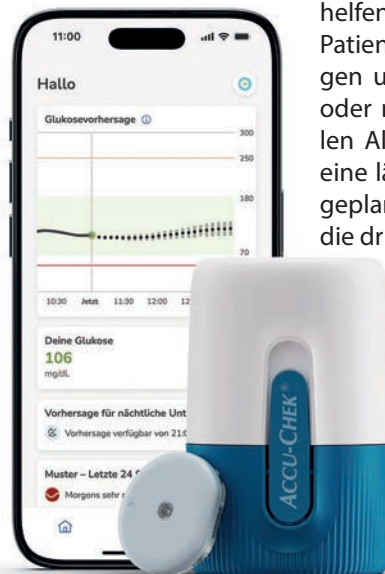 helfen
Patien
gen u
oder r
len Al
eine lä
geplar
die dr
11:00
Hallo
Glukosevorhersage
300
250
180
70
10:30 Jetzt 11:30 12:00 12
Deine Glukose
106
mg/dL
Vorhersage für nächtliche Unt
Vorhersage verfügbar von 21:0
Muster – Letzte 24 S
Morgens sehr
ACCU-CHEK®